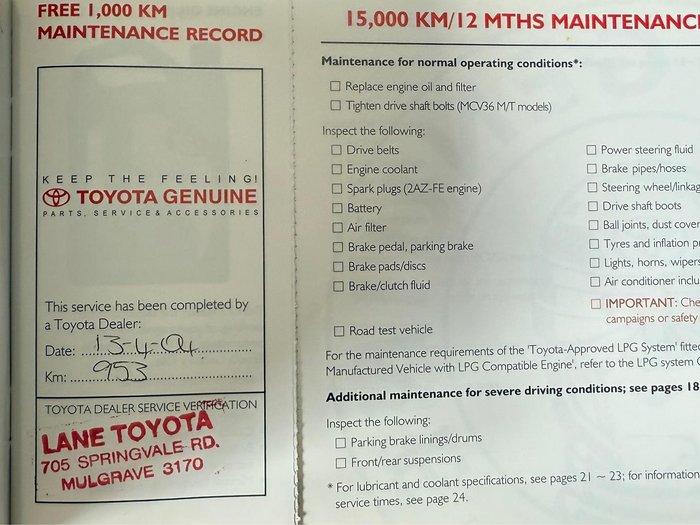 FREE 1,000 KM
MAINTENANCE RECORD
KEEP THE FEELING!
TOYOTA GENUINE
PARTS, SERVICE & ACCESSORIES
This service has been completed by
a Toyota Dealer:
Date: 13-4-04
Km: 953
TOYOTA DEALER SERVICE VERIFICATION
LANE TOYOTA
705 SPRINGVALE RD.
MULGRAVE 3170
15,000 KM/12 MTHS MAINTENANC
Maintenance for normal operating conditions*:
Replace engine oil and filter
Tighten drive shaft bolts (MCV36 M/T models)
Inspect the following:
Drive belts
Engine coolant
Spark plugs (2AZ-FE engine)
Battery
Air filter
Brake pedal, parking brake
Brake pads/discs
Brake/clutch fluid
Road test vehicle
Power steering fluid
Brake pipes/hoses
Steering wheel/linkag
Drive shaft boots
Ball joints, dust cover
Tyres and inflation p
Lights, horns, wipers
Air conditioner inclu
IMPORTANT: Che
campaigns or safety
For the maintenance requirements of the 'Toyota-Approved LPG System' fitte
Manufactured Vehicle with LPG Compatible Engine', refer to the LPG system
Additional maintenance for severe driving conditions; see pages 18
Inspect the following:
Parking brake linings/drums
Front/rear suspensions
* For lubricant and coolant specifications, see pages 21 ~ 23; for information
service times, see page 24.